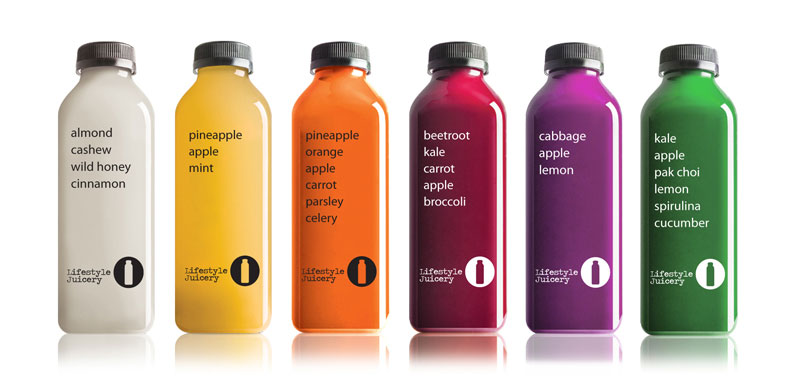 almond
cashew
wild honey
cinnamon
Lifestyle
Juicery
pineapple
apple
mint
Lifestyle
Juicery
pineapple
orange
apple
carrot
parsley
celery
Lifestyle
Juicery
beetroot
kale
carrot
apple
broccoli
Lifestyle
Juicery
cabbage
apple
lemon
Lifestyle
Juicery
kale
apple
pak choi
lemon
spirulina
cucumber
Lifestyle
Juicery